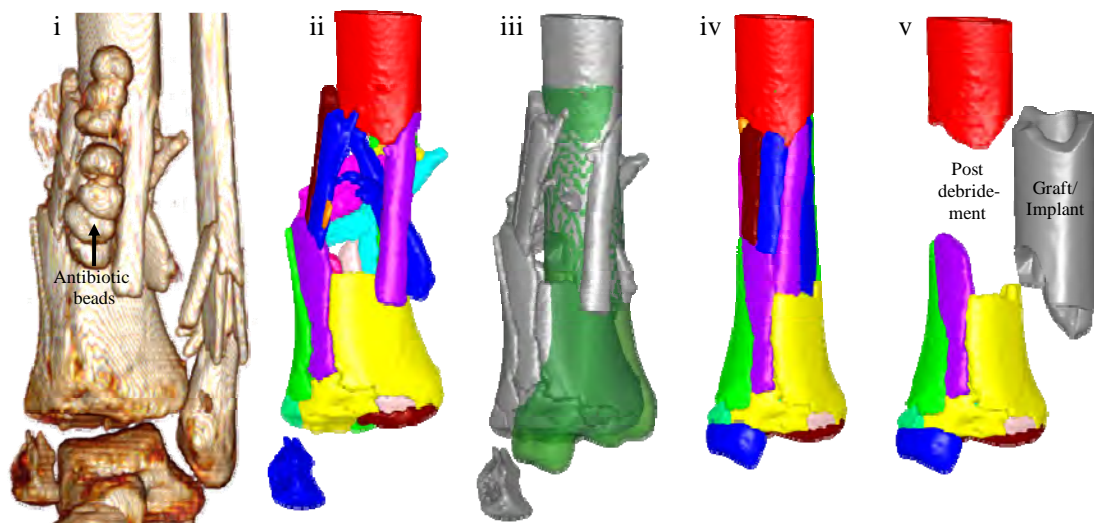 i
ii
iii
iv
v
Antibiotic
beads
Post
debride-
ment
Graft/
Implant